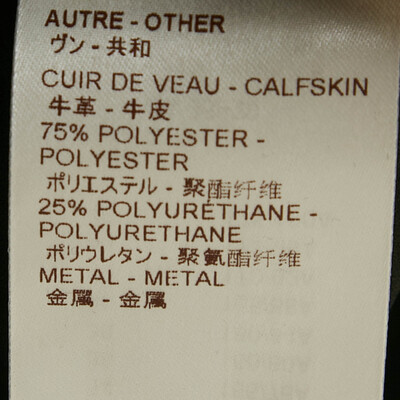 AUTRE - OTHER
ヴン - 共和
CUIR DE VEAU - CALFSKIN
牛革 - 牛皮
75% POLYESTER -
POLYESTER
ポリエステル - 聚酯纤维
25% POLYURÉTHANE -
POLYURETHANE
ポリウレタン - 聚氨酯纤维
METAL - METAL
金属 - 金属